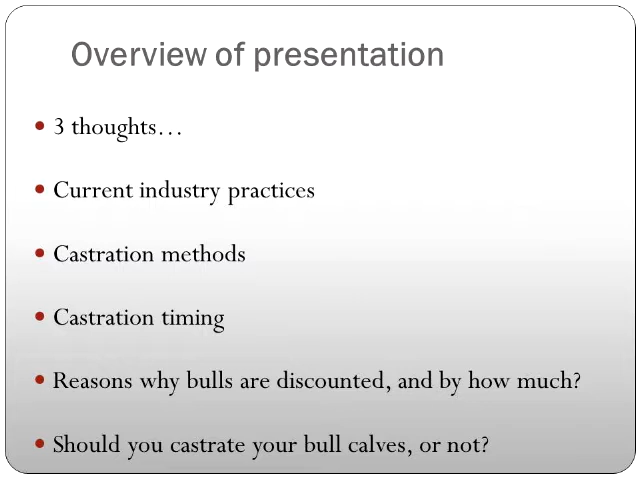 Overview of presentation
• 3 thoughts…
• Current industry practices
• Castration methods
• Castration timing
• Reasons why bulls are discounted, and by how much?
• Should you castrate your bull calves, or not?